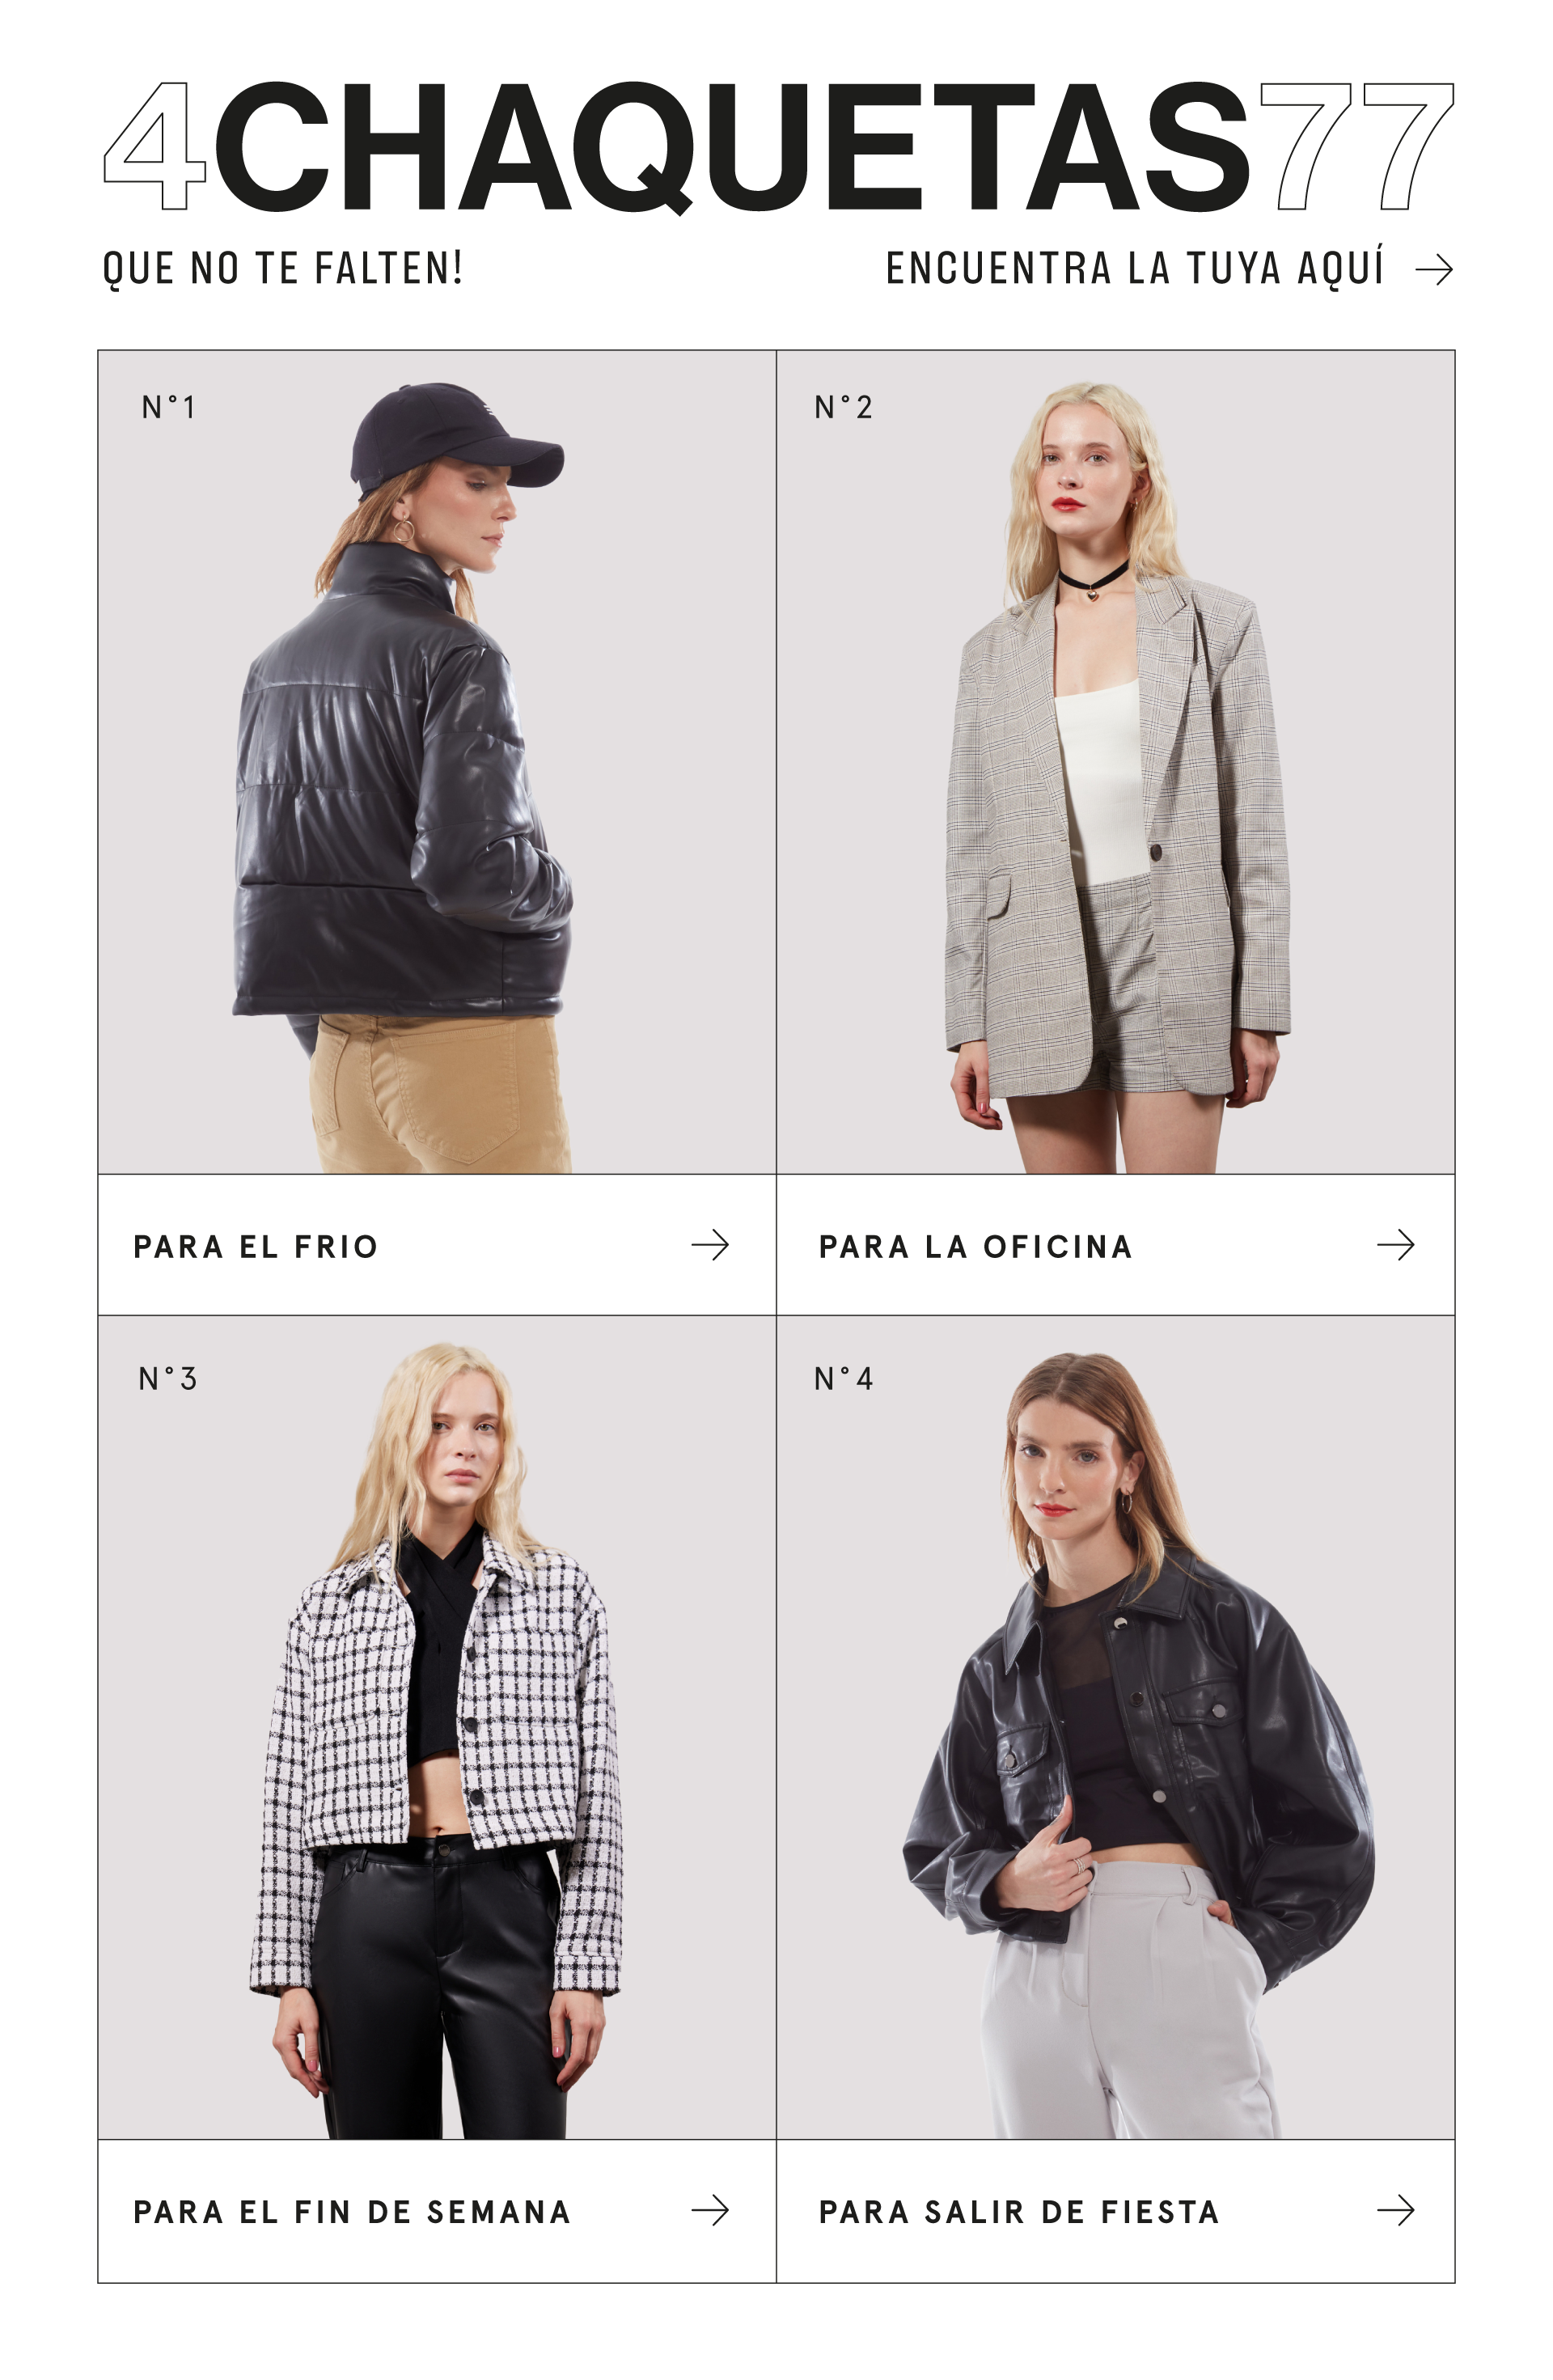 4CHAQUETAS77
QUE NO TE FALTEN!
ENCUENTRA LA TUYA AQUÍ →
N°1
N°2
PARA EL FRIO →
PARA LA OFICINA →
N°3
N°4
PARA EL FIN DE SEMANA →
PARA SALIR DE FIESTA →